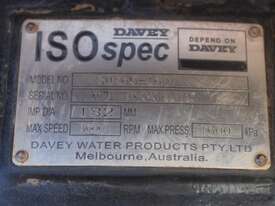 DAVEY
ISO spec
DEPEND ON
DAVEY
MODEL NO
SERIAL NO
IMP DIA 132 MM
MAX SPEED RPM MAX PRESS kPa
DAVEY WATER PRODUCTS PTY.LTD
Melbourne, Australia.